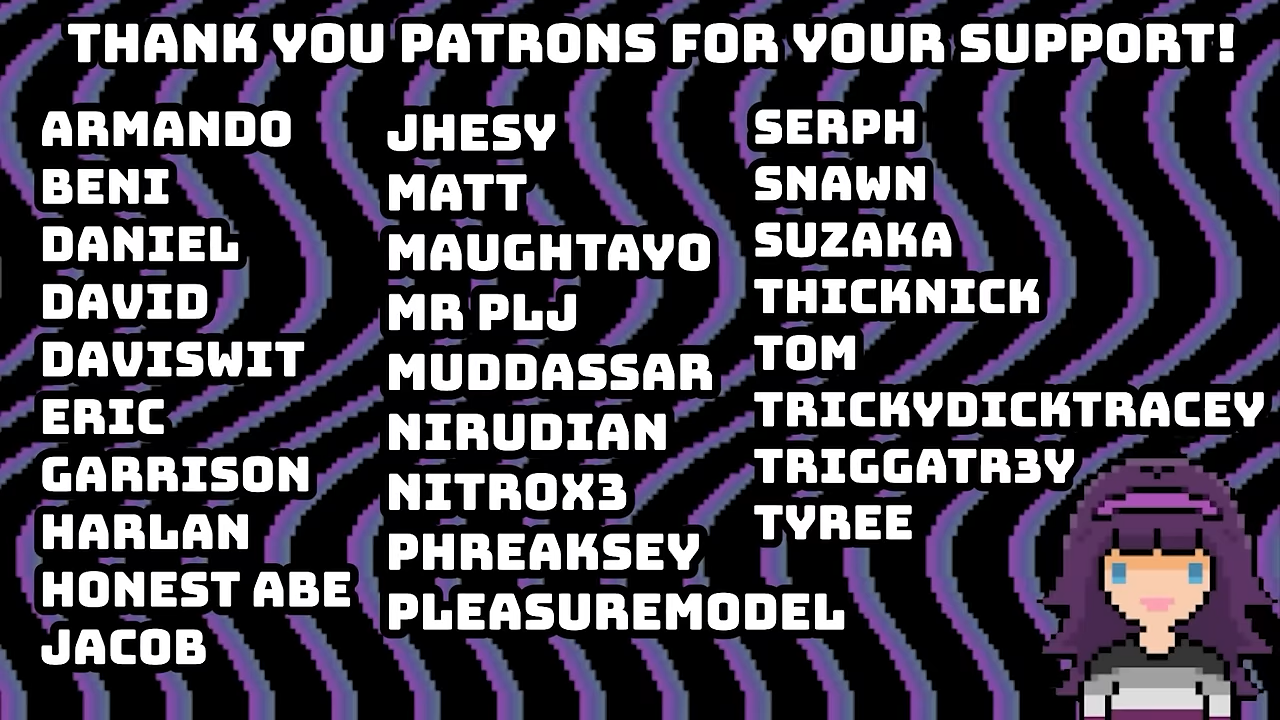 THANK YOU PATRONS FOR YOUR SUPPORT!
ARMANDO
BENI
DANIEL
DAVID
DAVISWIT
ERIC
GARRISON
HARLAN
HONEST ABE
JACOB
JHESY
MATT
MAUGHTAYO
MR PLJ
MUDDASSAR
NIRUDIAN
NITROX3
PHREAKSEY
PLEASUREMODEL
SERPH
SNAWN
SUZAKA
THICKNICK
TOM
TRICKYDICKTRACEY
TRIGGATR3Y
TYREE